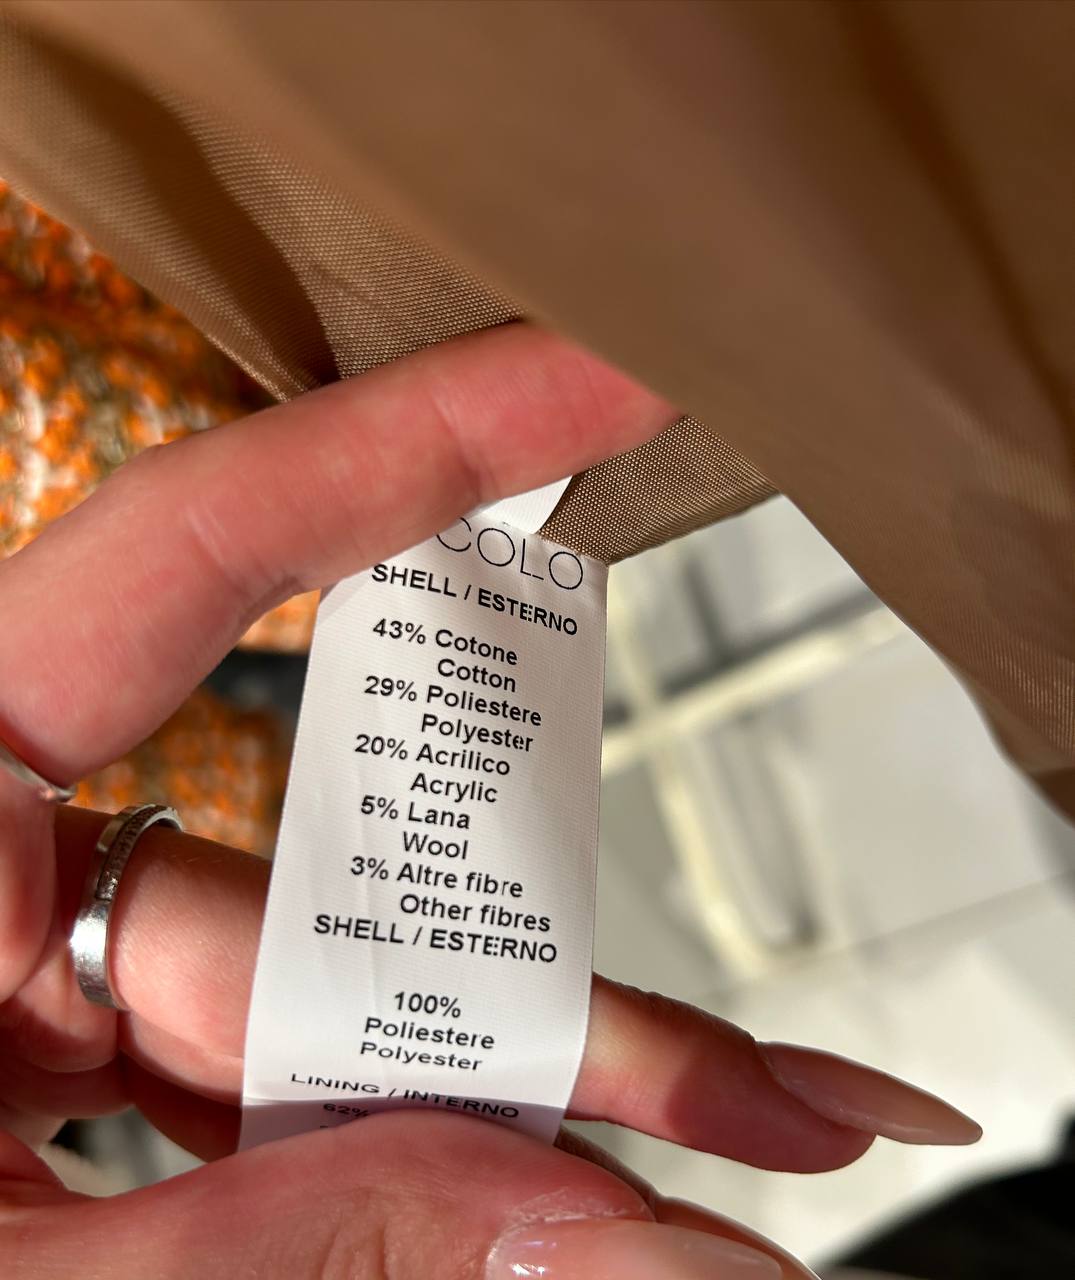 COLO
SHELL / ESTERNO
43% Cotone
Cotton
29% Poliestere
Polyester
20% Acrilico
Acrylic
5% Lana
Wool
3% Altre fibre
Other fibres
SHELL / ESTERNO
100%
Poliestere
Polyester
LINING / INTERNO
62%